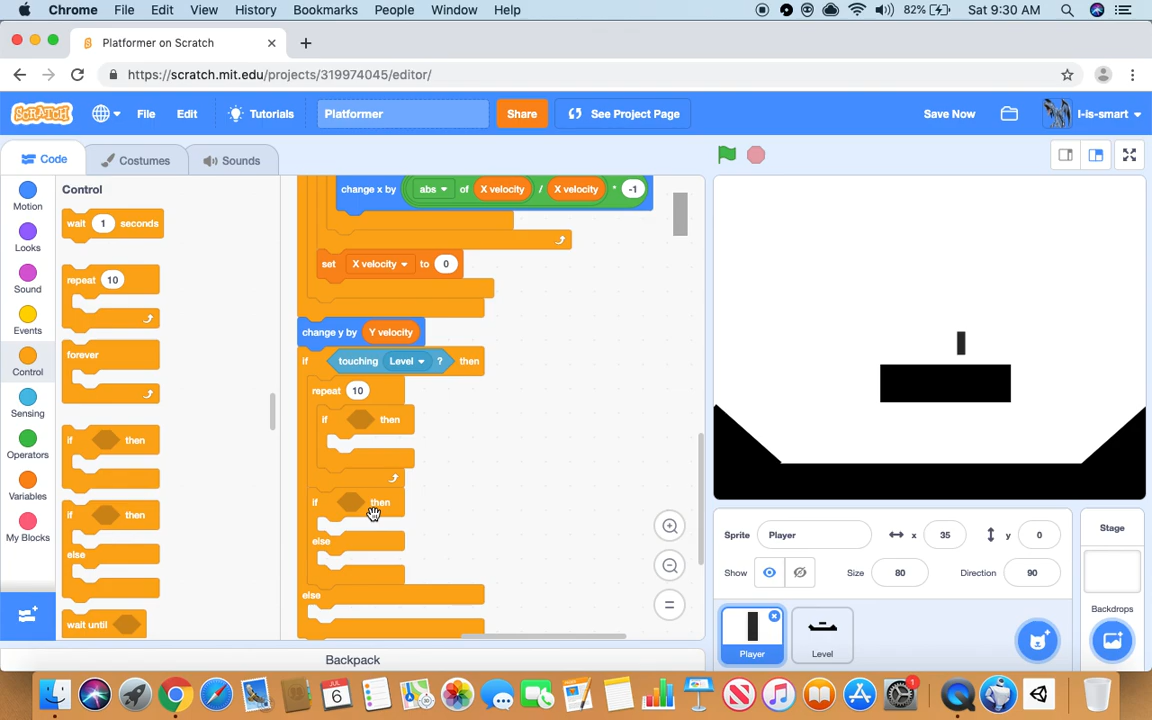 Chrome File Edit View History Bookmarks People Window Help 82% Sat 9:30 AM
Platformer on Scratch
https://scratch.mit.edu/projects/319974045/editor/
SCRATCH File Edit Tutorials Platformer Share See Project Page Save Now I-is-smart
Code Costumes Sounds
Motion
Looks
Sound
Events
Control
Sensing
Operators
Variables
My Blocks
Control
wait 1 seconds
repeat 10
forever
if then
if then
else
wait until
change x by abs of X velocity / X velocity * -1
set X velocity to 0
change y by Y velocity
if touching Level ? then
repeat 10
if then
if then
else
else
Backpack
Sprite Player x 35 y 0
Show Size 80 Direction 90
Player
Level
Stage
Backdrops
JUL
6
1